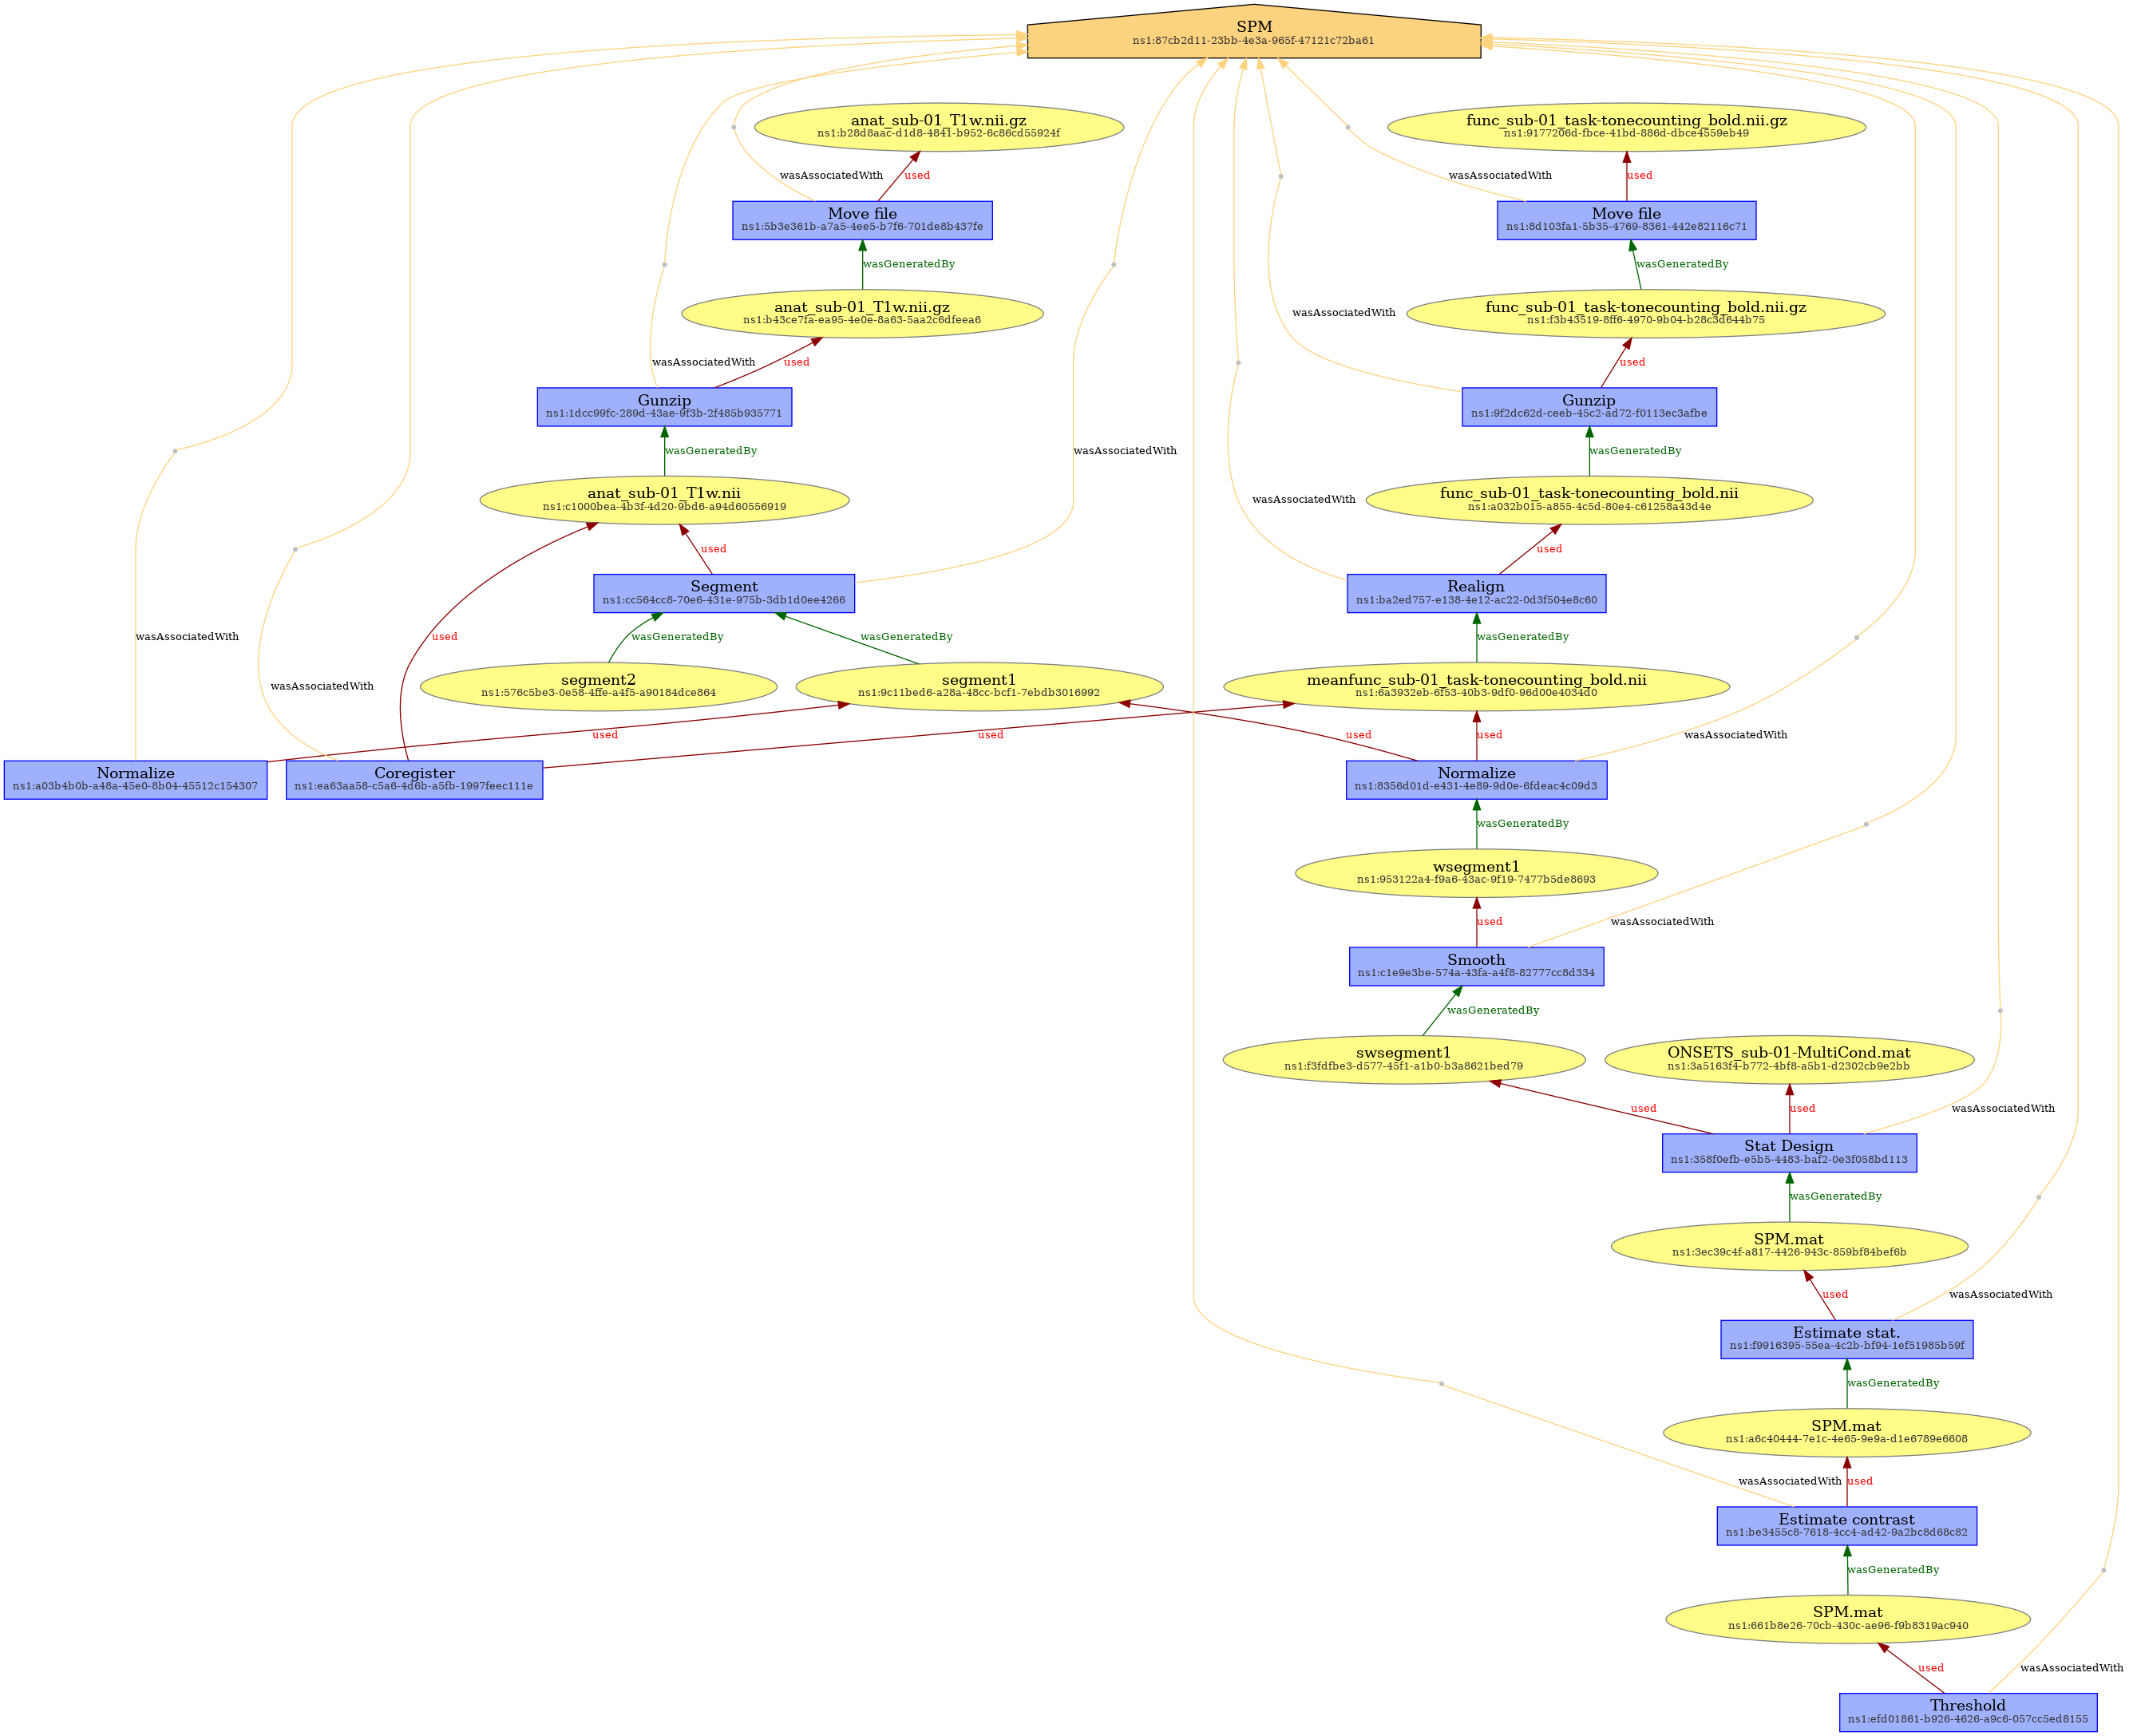 SPM
ns1:87cb2d11-23bb-4e3a-965f-47121c72ba61
anat_sub-01_T1w.nii.gz
ns1:b28d8aac-d1d8-4841-b952-6c86cd55924f
func_sub-01_task-tonecounting_bold.nii.gz
ns1:9177206d-fbce-41bd-886d-dbce4559eb49
wasAssociatedWith
used
wasAssociatedWith
used
Move file
ns1:5b3e361b-a7a5-4ee5-b7f6-701de8b437fe
Move file
ns1:8d103fa1-5b35-4769-8361-442e82116c71
wasGeneratedBy
wasGeneratedBy
anat_sub-01_T1w.nii.gz
ns1:b43ce7fa-ea95-4e0e-8a63-5aa2c6dfeea6
wasAssociatedWith
func_sub-01_task-tonecounting_bold.nii.gz
ns1:f3b43519-8ff6-4970-9b04-b28c3d644b75
wasAssociatedWith
used
used
Gunzip
ns1:1dcc99fc-289d-43ae-9f3b-2f485b935771
Gunzip
ns1:9f2dc62d-ceeb-45c2-ad72-f0113ec3afbe
wasGeneratedBy
wasAssociatedWith
wasGeneratedBy
anat_sub-01_T1w.nii
ns1:c1000bea-4b3f-4d20-9bd6-a94d60556919
wasAssociatedWith
func_sub-01_task-tonecounting_bold.nii
ns1:a032b015-a855-4c5d-80e4-c61258a43d4e
used
used
Segment
ns1:cc564cc8-70e6-431e-975b-3db1d0ee4266
Realign
ns1:ba2ed757-e138-4e12-ac22-0d3f504e8c60
wasAssociatedWith
used
wasGeneratedBy
wasGeneratedBy
wasGeneratedBy
wasAssociatedWith
segment2
ns1:576c5be3-0e58-4ffe-a4f5-a90184dce864
segment1
ns1:9c11bed6-a28a-48cc-bcf1-7ebdb3016992
meanfunc_sub-01_task-tonecounting_bold.nii
ns1:6a3932eb-6f53-40b3-9df0-96d00e4034d0
used
used
used
used
wasAssociatedWith
Normalize
ns1:a03b4b0b-a48a-45e0-8b04-45512c154307
Coregister
ns1:ea63aa58-c5a6-4d6b-a5fb-1997feec111e
Normalize
ns1:8356d01d-e431-4e89-9d0e-6fdeac4c09d3
wasGeneratedBy
wsegment1
ns1:953122a4-f9a6-43ac-9f19-7477b5de8693
used
wasAssociatedWith
Smooth
ns1:c1e9e3be-574a-43fa-a4f8-82777cc8d334
wasGeneratedBy
swsegment1
ns1:f3fdfbe3-d577-45f1-a1b0-b3a8621bed79
ONSETS_sub-01-MultiCond.mat
ns1:3a5163f4-b772-4bf8-a5b1-d2302cb9e2bb
used
used
wasAssociatedWith
Stat Design
ns1:358f0efb-e5b5-4483-baf2-0e3f058bd113
wasGeneratedBy
SPM.mat
ns1:3ec39c4f-a817-4426-943c-859bf84bef6b
used
wasAssociatedWith
Estimate stat.
ns1:f9916395-55ea-4c2b-bf94-1ef51985b59f
wasGeneratedBy
SPM.mat
ns1:a6c40444-7e1c-4e65-9e9a-d1e6789e6608
wasAssociatedWith
used
Estimate contrast
ns1:be3455c8-7618-4cc4-ad42-9a2bc8d68c82
wasGeneratedBy
SPM.mat
ns1:661b8e26-70cb-430c-ae96-f9b8319ac940
used
wasAssociatedWith
Threshold
ns1:efd01861-b926-4626-a9c6-057cc5ed8155